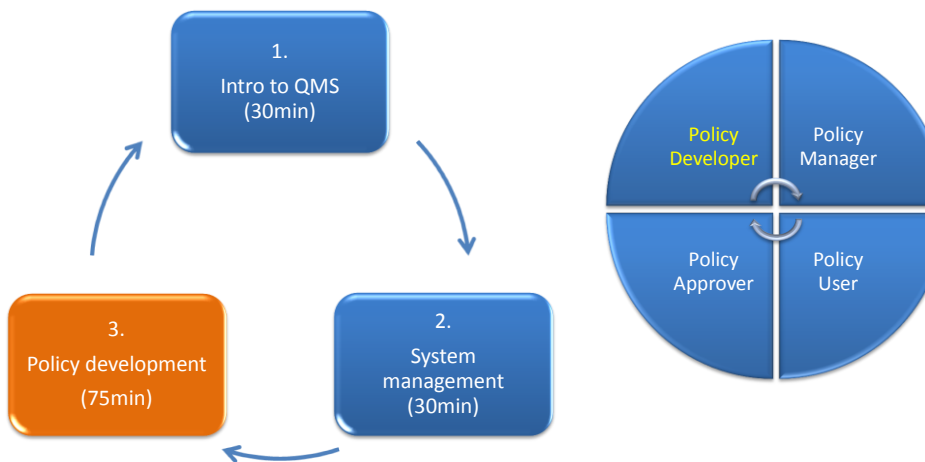 1.
Intro to QMS
(30min)
2.
System
management
(30min)
3.
Policy development
(75min)
Policy
Developer
Policy
Manager
Policy
Approver
Policy
User